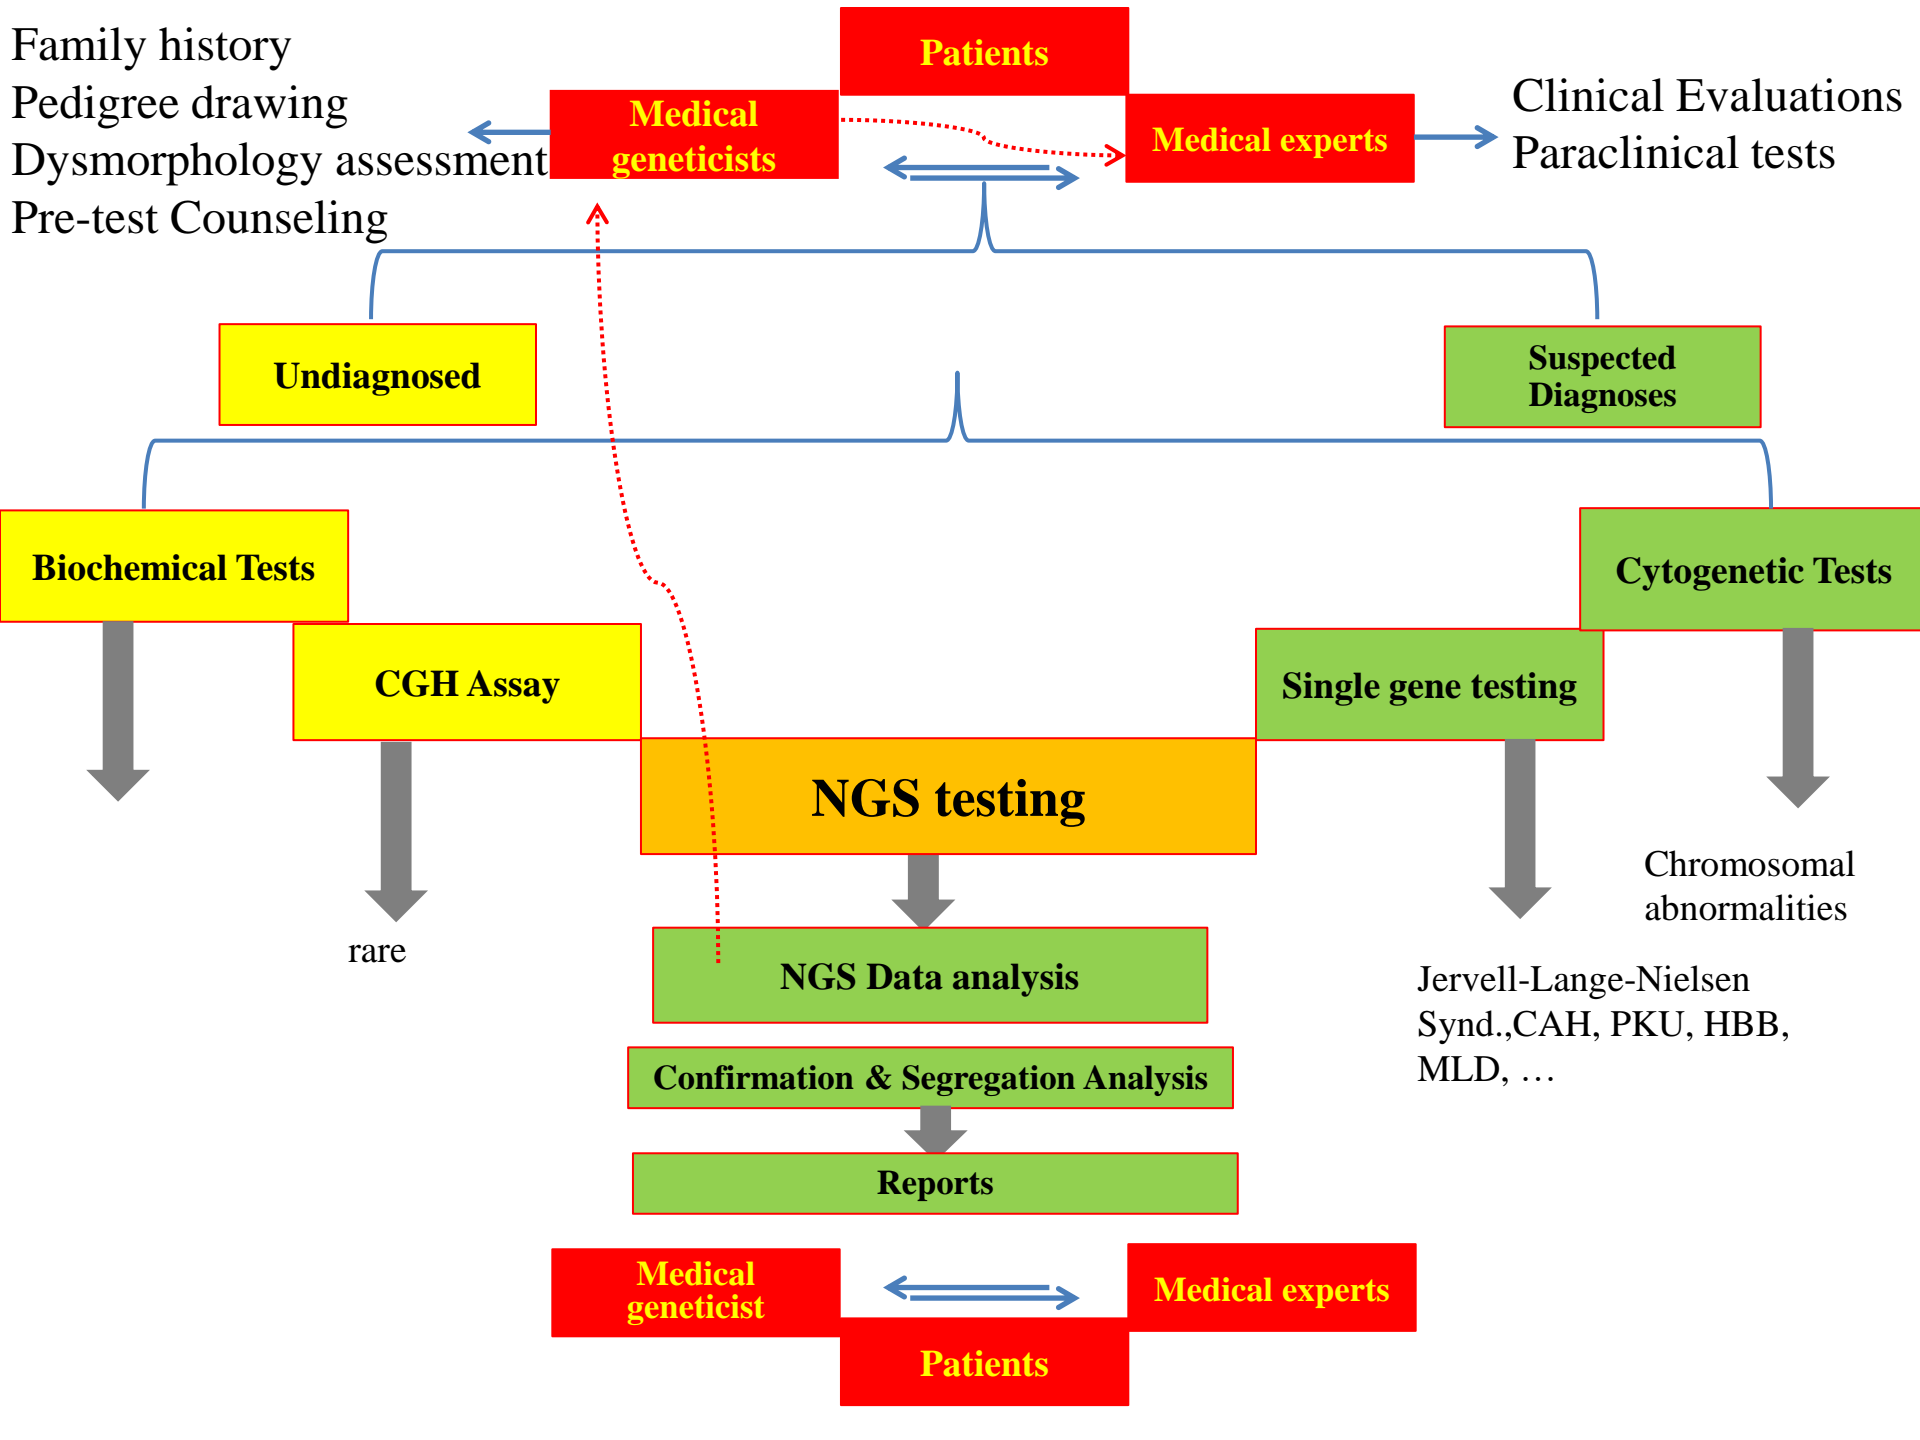 Family history
Pedigree drawing
Dysmorphology assessment
Pre-test Counseling
Patients
Medical
geneticists
Medical experts
Clinical Evaluations
Paraclinical tests
Undiagnosed
Suspected
Diagnoses
Biochemical Tests
Cytogenetic Tests
CGH Assay
Single gene testing
NGS testing
Chromosomal
abnormalities
rare
NGS Data analysis
Jervell-Lange-Nielsen
Synd.,CAH, PKU, HBB,
MLD, …
Confirmation & Segregation Analysis
Reports
Medical
geneticist
Medical experts
Patients